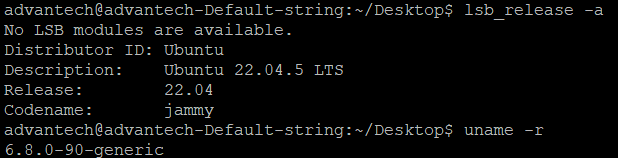 advantech@advantech-Default-string:~/Desktop$ lsb_release -a
No LSB modules are available.
Distributor ID: Ubuntu
Description:    Ubuntu 22.04.5 LTS
Release:        22.04
Codename:       jammy
advantech@advantech-Default-string:~/Desktop$ uname -r
6.8.0-90-generic